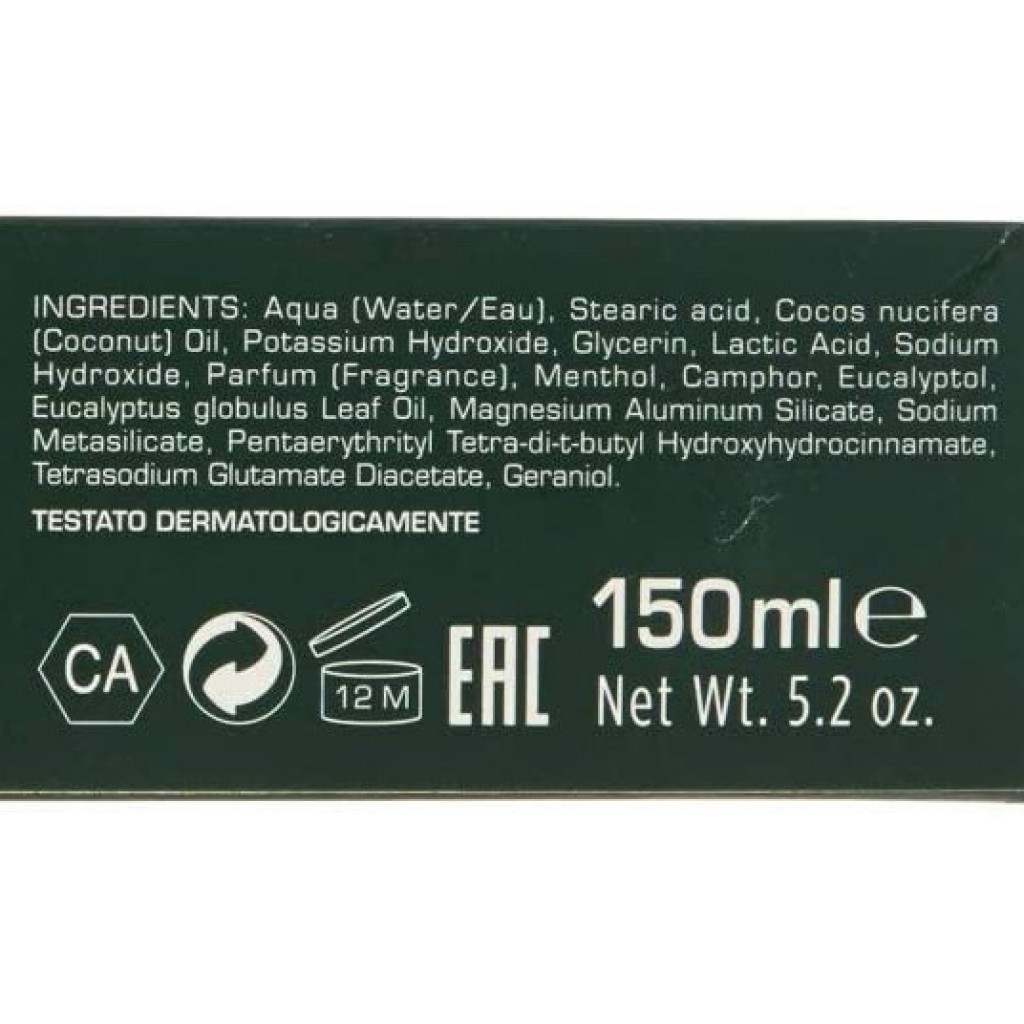 INGREDIENTS: Aqua (Water/Eau), Stearic acid, Cocos nucifera
(Coconut) Oil, Potassium Hydroxide, Glycerin, Lactic Acid, Sodium
Hydroxide, Parfum (Fragrance), Menthol, Camphor, Eucalyptol,
Eucalyptus globulus Leaf Oil, Magnesium Aluminum Silicate, Sodium
Metasilicate, Pentaerythrityl Tetra-di-t-butyl Hydroxyhydrocinnamate,
Tetrasodium Glutamate Diacetate, Geraniol.
TESTATO DERMATOLOGICAMENTE
CA
12 M
EAC
150ml e
Net Wt. 5.2 oz.